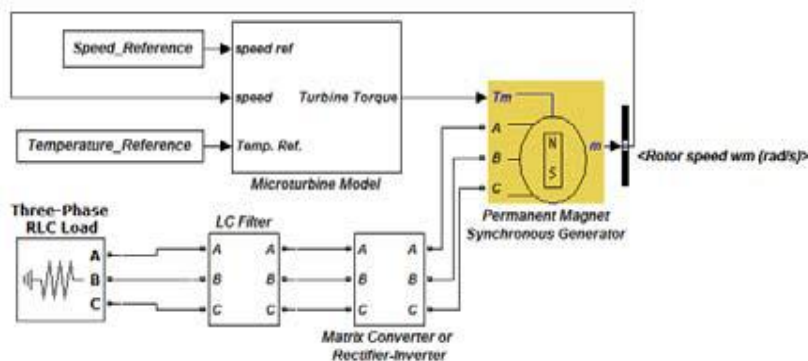 Speed_Reference
speed ref
speed
Turbine Torque
Temperature_Reference
Temp. Ref.
Microturbine Model
Tm
A
B
C
N
S
m
<Rotor speed wm (rad/s)>
Permanent Magnet
Synchronous Generator
Three-Phase
RLC Load
A
B
C
LC Filter
A A
B B
C C
A A
B B
C C
Matrix Converter or
Rectifier-Inverter